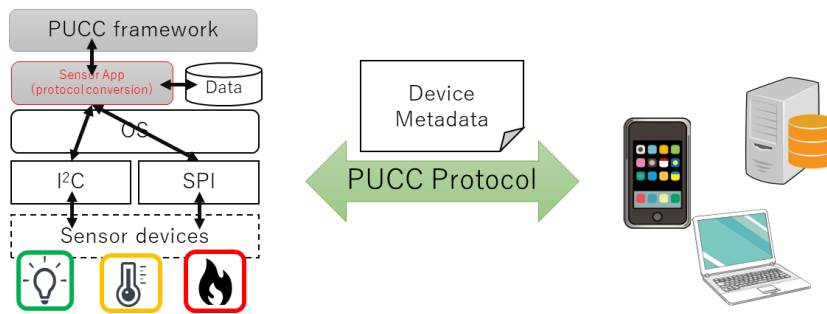 PUCC framework
Sensor App
(protocol conversion)
Data
OS
I²C
SPI
Sensor devices
Device
Metadata
PUCC Protocol